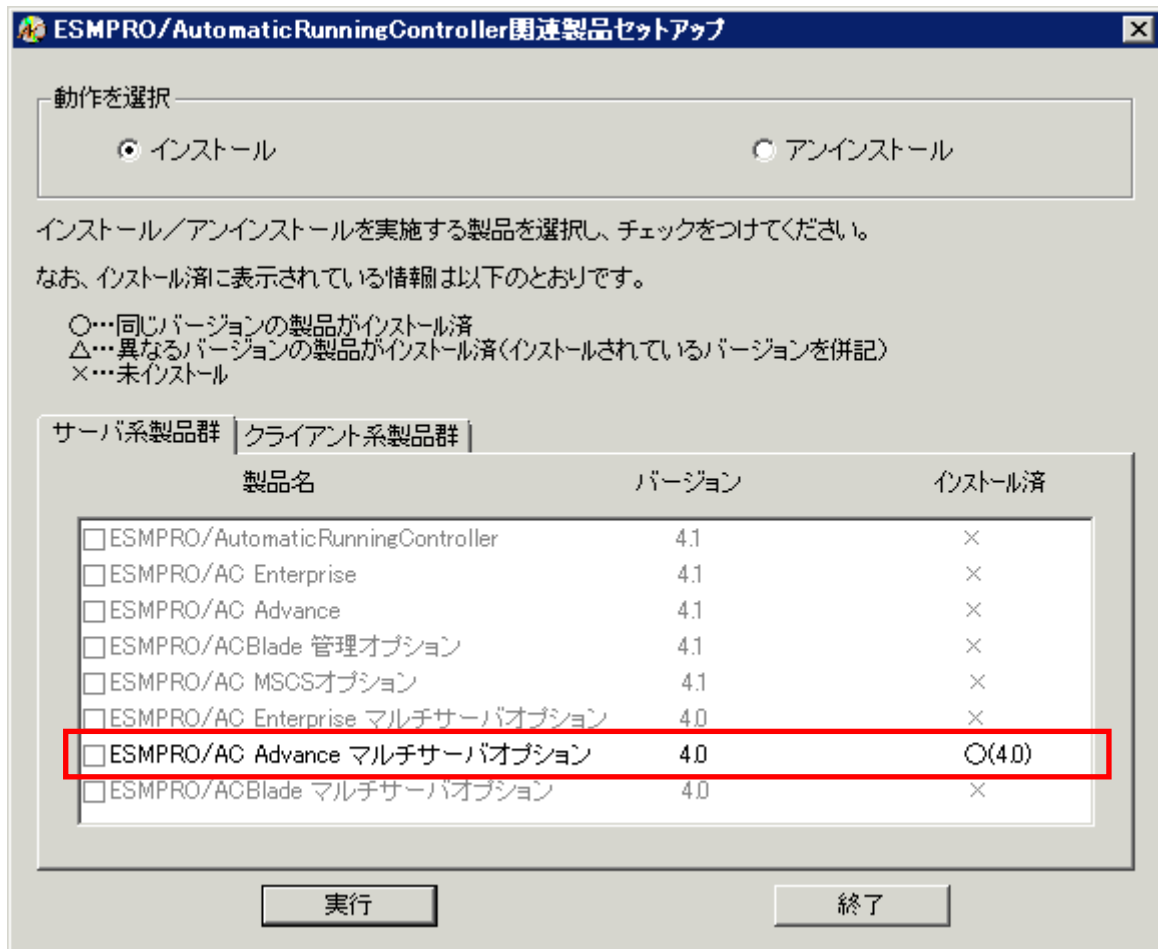 ESMPRO/AutomaticRunningController関連製品セットアップ
動作を選択
インストール アンインストール
インストール／アンインストールを実施する製品を選択し、チェックをつけてください。
なお、インストール済に表示されている情報は以下のとおりです。
○…同じバージョンの製品がインストール済
△…異なるバージョンの製品がインストール済（インストールされているバージョンを併記）
×…未インストール
サーバ系製品群 クライアント系製品群
製品名 バージョン インストール済
ESMPRO/AutomaticRunningController 4.1 ×
ESMPRO/AC Enterprise 4.1 ×
ESMPRO/AC Advance 4.1 ×
ESMPRO/ACBlade 管理オプション 4.1 ×
ESMPRO/AC MSCSオプション 4.1 ×
ESMPRO/AC Enterprise マルチサーバオプション 4.0 ×
ESMPRO/AC Advance マルチサーバオプション 4.0 ○(4.0)
ESMPRO/ACBlade マルチサーバオプション 4.0 ×
実行 終了